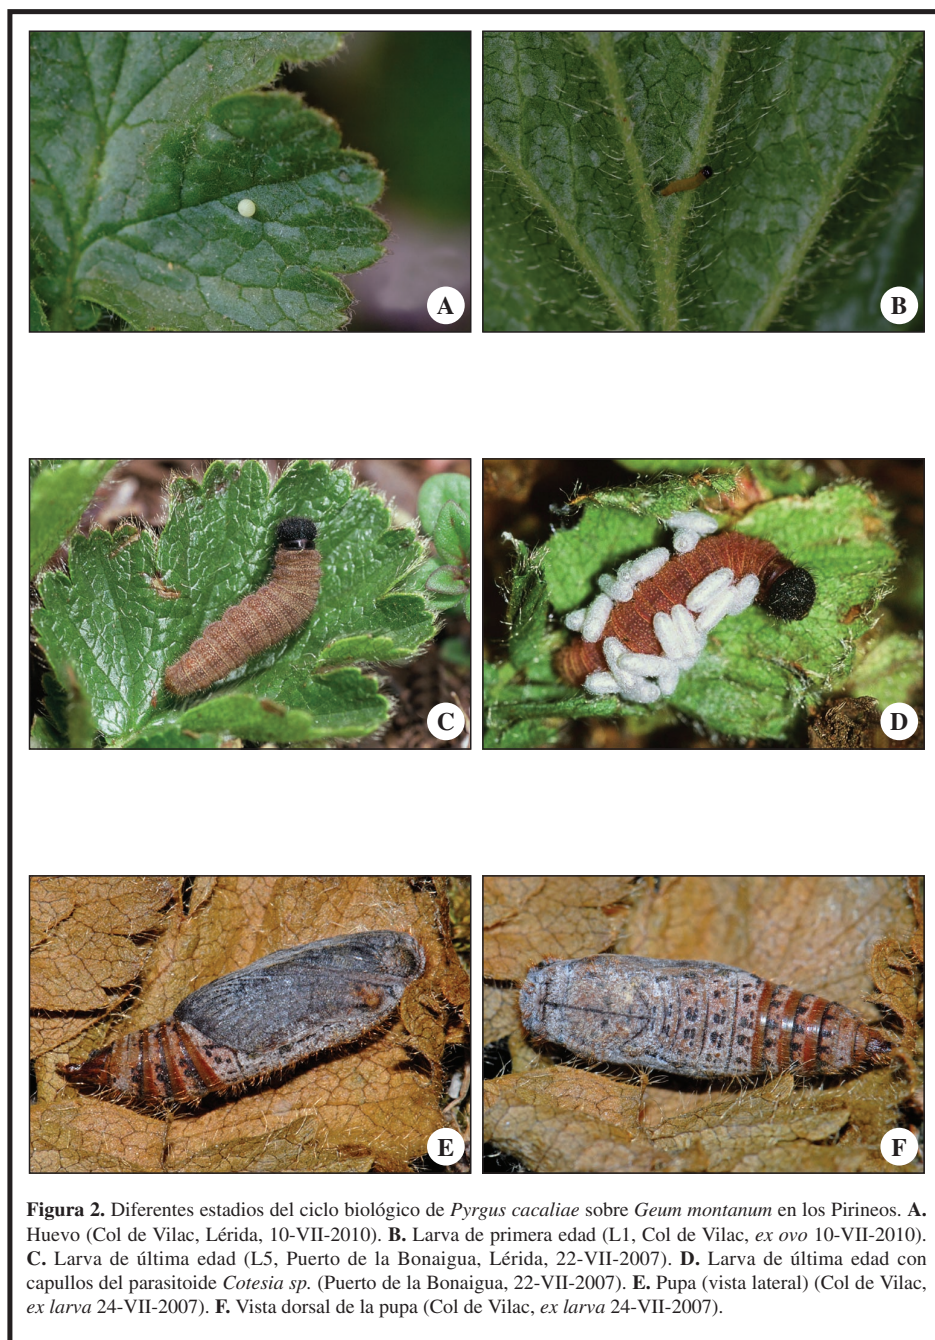 A
B
C
D
E
F
Figura 2. Diferentes estadios del ciclo biológico de Pyrgus cacaliae sobre Geum montanum en los Pirineos. A.
Huevo (Col de Vilac, Lérida, 10-VII-2010). B. Larva de primera edad (L1, Col de Vilac, ex ovo 10-VII-2010).
C. Larva de última edad (L5, Puerto de la Bonaigua, Lérida, 22-VII-2007). D. Larva de última edad con
capullos del parasitoide Cotesia sp. (Puerto de la Bonaigua, 22-VII-2007). E. Pupa (vista lateral) (Col de Vilac,
ex larva 24-VII-2007). F. Vista dorsal de la pupa (Col de Vilac, ex larva 24-VII-2007).